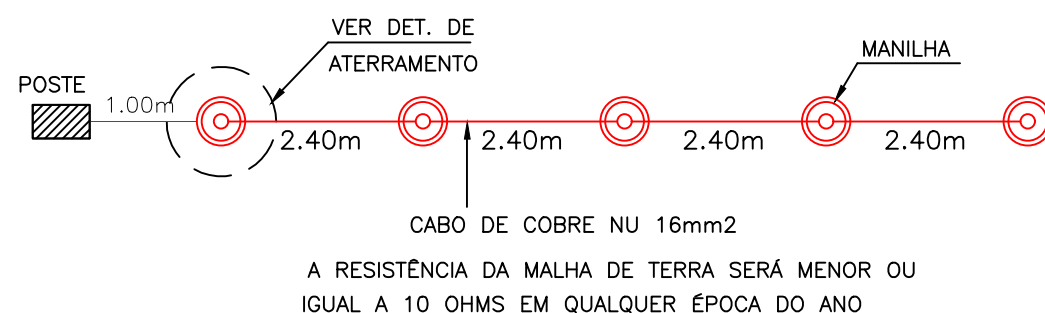 VER DET. DE
ATERRAMENTO
MANILHA
POSTE
1.00m
2.40m
2.40m
2.40m
2.40m
CABO DE COBRE NU 16mm2
A RESISTÊNCIA DA MALHA DE TERRA SERÁ MENOR OU
IGUAL A 10 OHMS EM QUALQUER ÉPOCA DO ANO